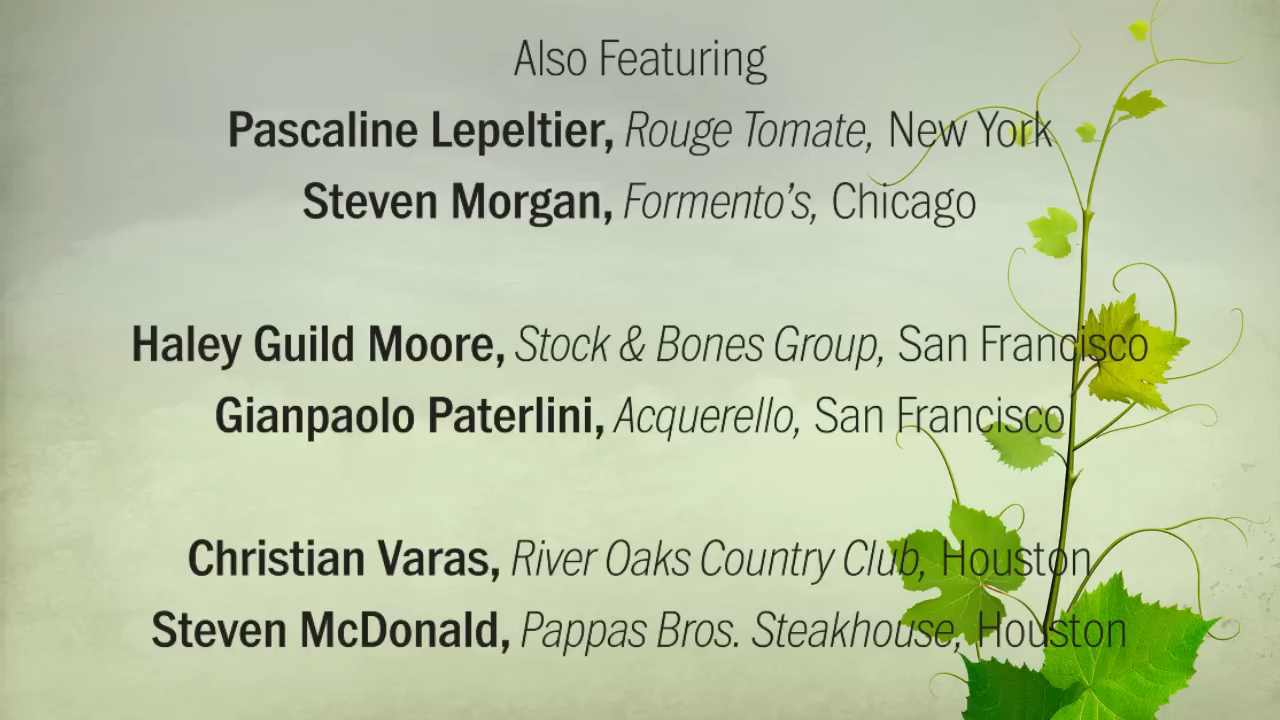 Also Featuring
Pascaline Lepeltier, Rouge Tomate, New York
Steven Morgan, Formento’s, Chicago
Haley Guild Moore, Stock & Bones Group, San Francisco
Gianpaolo Paterlini, Acquerello, San Francisco
Christian Varas, River Oaks Country Club, Houston
Steven McDonald, Pappas Bros. Steakhouse, Houston